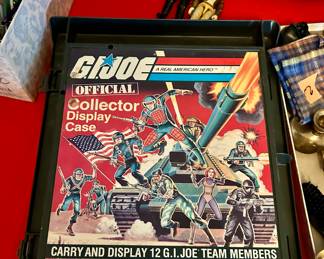 G.I.JOE
A REAL AMERICAN HERO
OFFICIAL
Collector
Display
Case
CARRY AND DISPLAY 12 G.I. JOE TEAM MEMBERS